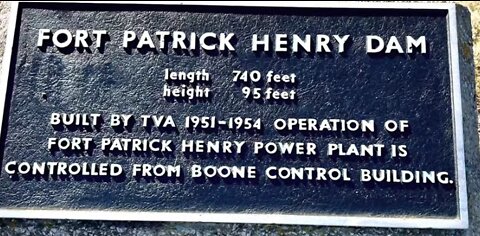 FORT PATRICK HENRY DAM
length 740 feet
height 95 feet
BUILT BY TVA 1951-1954 OPERATION OF
FORT PATRICK HENRY POWER PLANT IS
CONTROLLED FROM BOONE CONTROL BUILDING.